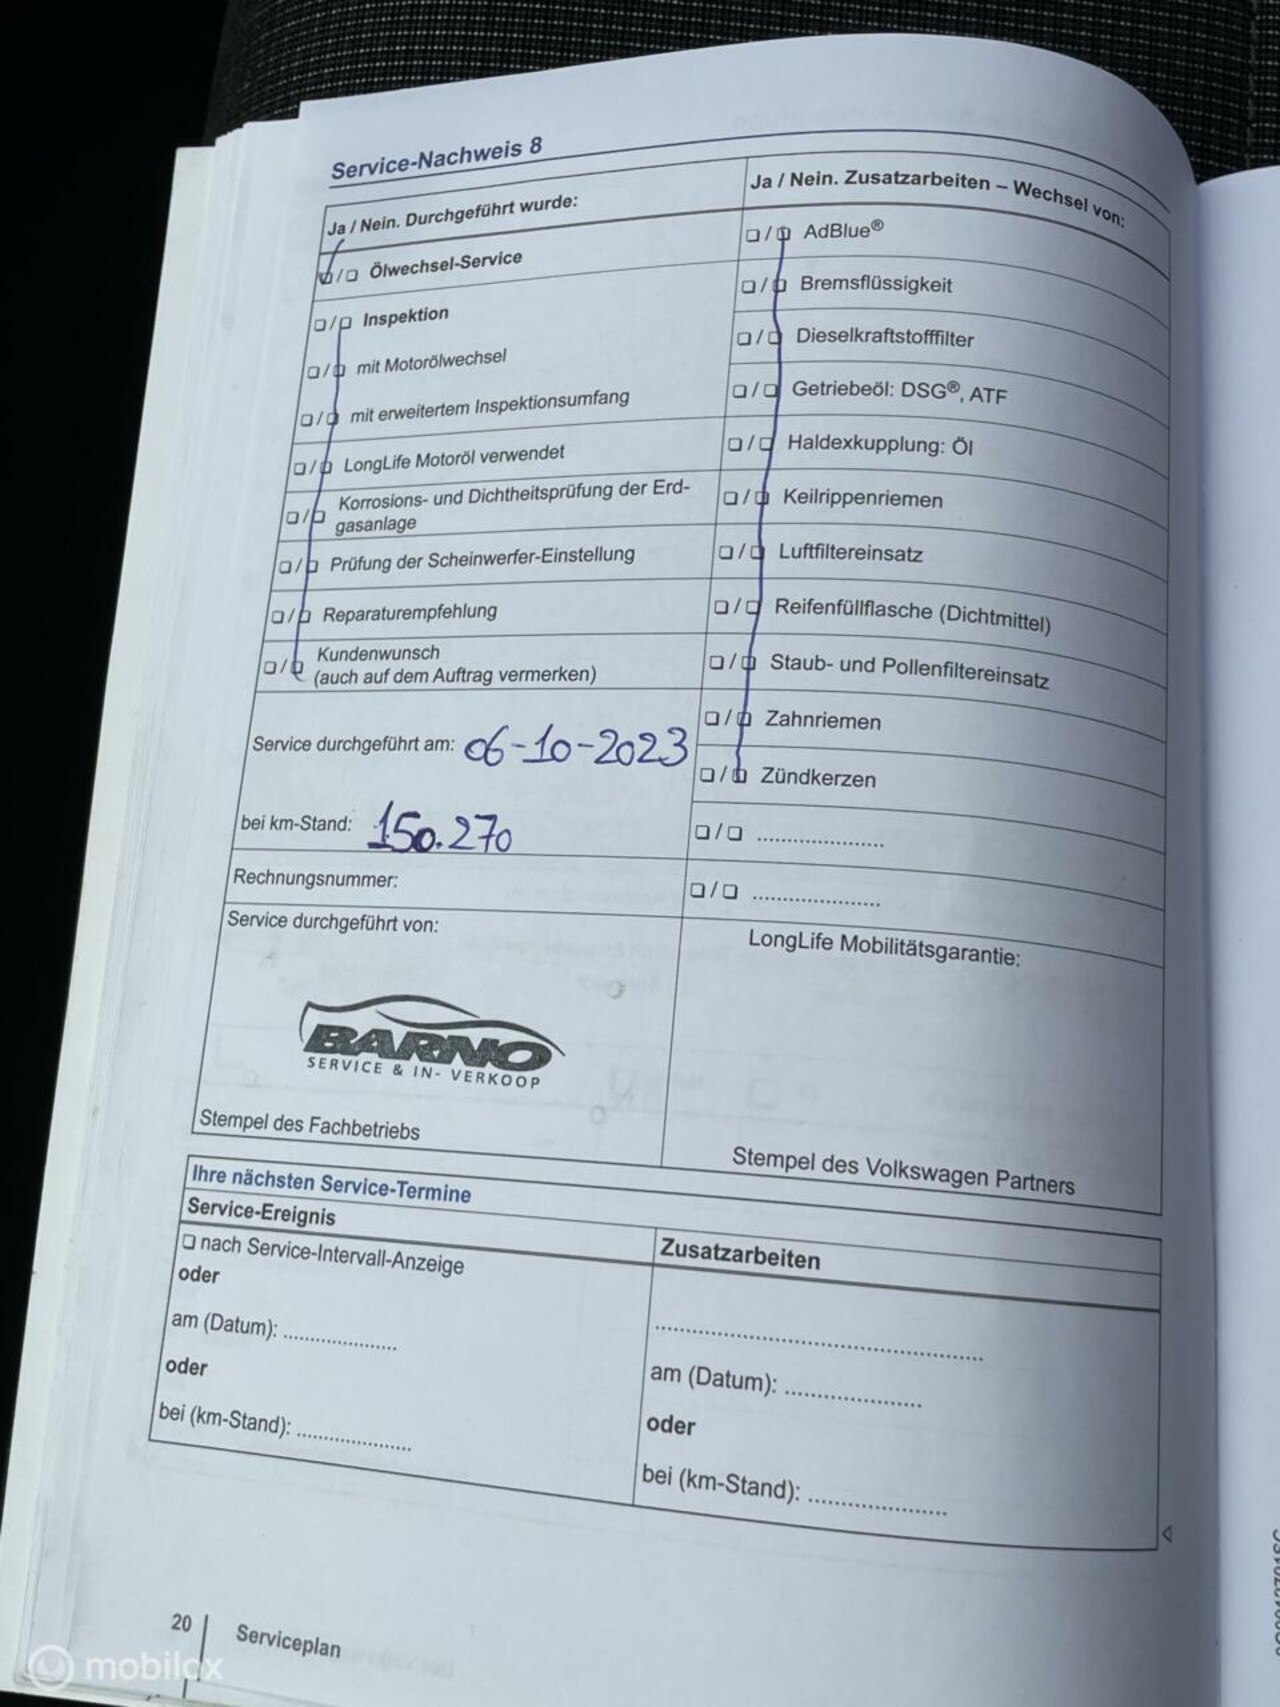 Service-Nachweis 8
Ja / Nein. Durchgeführt wurde:
❑ / ❑ Ölwechsel-Service
❑ / ❑ Inspektion
❑ / ❑ mit Motorölwechsel
❑ / ❑ mit erweitertem Inspektionsumfang
❑ / ❑ LongLife Motoröl verwendet
❑ / ❑ Korrosions- und Dichtheitsprüfung der Erd-
gasanlage
❑ / ❑ Prüfung der Scheinwerfer-Einstellung
❑ / ❑ Reparaturempfehlung
❑ / ❑ Kundenwunsch
(auch auf dem Auftrag vermerken)
Service durchgeführt am: 06-10-2023
bei km-Stand: 150.270
Rechnungsnummer:
Service durchgeführt von:
BARNO
SERVICE & IN- VERKOOP
Stempel des Fachbetriebs
Ja / Nein. Zusatzarbeiten – Wechsel von:
❑ / ❑ AdBlue®
❑ / ❑ Bremsflüssigkeit
❑ / ❑ Dieselkraftstofffilter
❑ / ❑ Getriebeöl: DSG®, ATF
❑ / ❑ Haldexkupplung: Öl
❑ / ❑ Keilrippenriemen
❑ / ❑ Luftfiltereinsatz
❑ / ❑ Reifenfüllflasche (Dichtmittel)
❑ / ❑ Staub- und Pollenfiltereinsatz
❑ / ❑ Zahnriemen
❑ / ❑ Zündkerzen
❑ / ❑ ......................
❑ / ❑ ......................
LongLife Mobilitätsgarantie:
Stempel des Volkswagen Partners
Ihre nächsten Service-Termine
Service-Ereignis
❑ nach Service-Intervall-Anzeige
oder
am (Datum): ....................
oder
bei (km-Stand): ....................
Zusatzarbeiten
..................................................
am (Datum): ......................
oder
bei (km-Stand): ......................
20 Serviceplan
mobilox